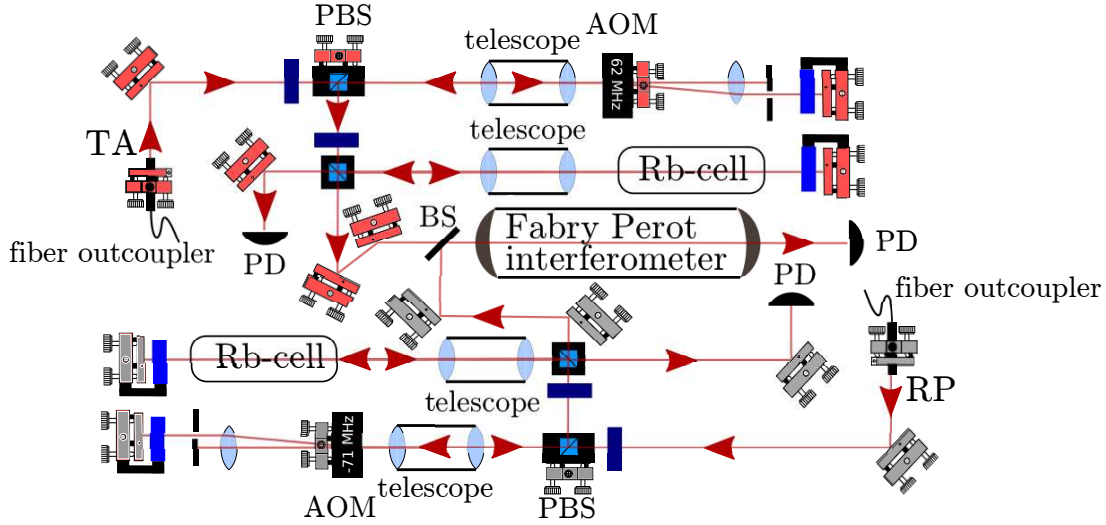 PBS
telescope
AOM
62 MHz
TA
telescope
Rb-cell
fiber outcoupler
PD
BS
Fabry Perot
interferometer
PD
PD
fiber outcoupler
Rb-cell
telescope
RP
-71 MHz
AOM
telescope
PBS